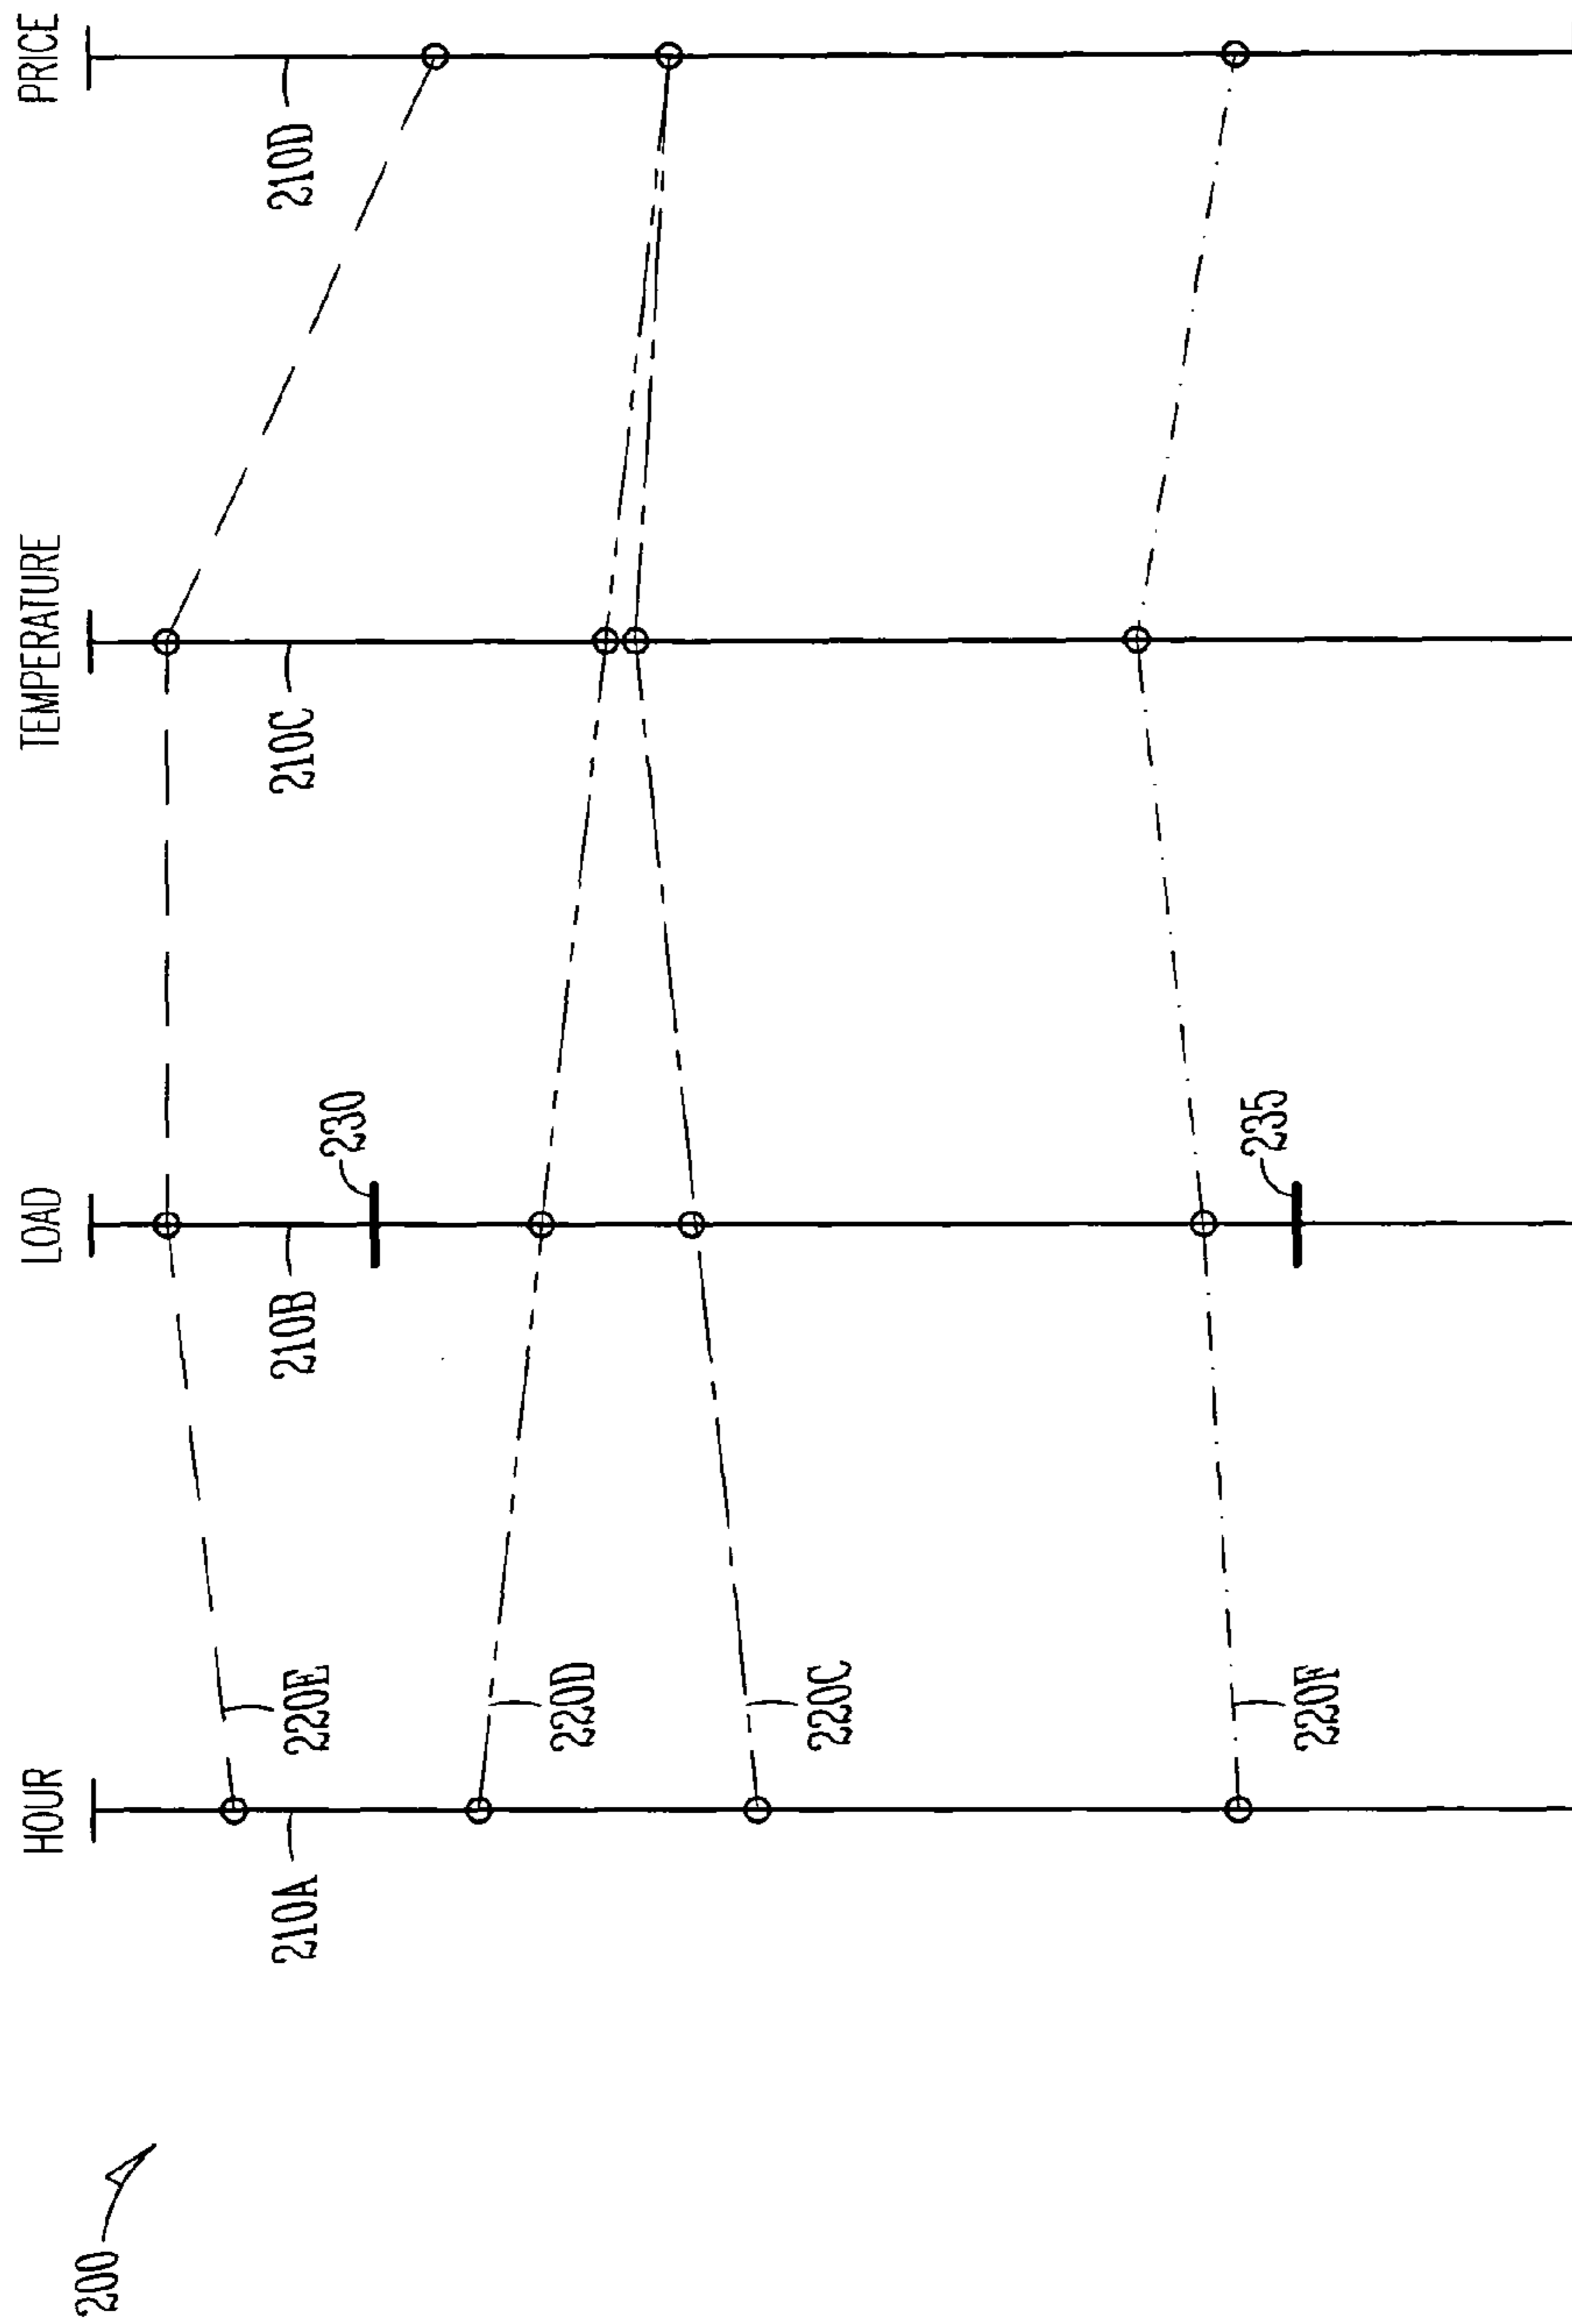 200
HOUR
LOAD
TEMPERATURE
PRICE
210A
210B
210C
210D
220E
230
220D
220C
220F
235